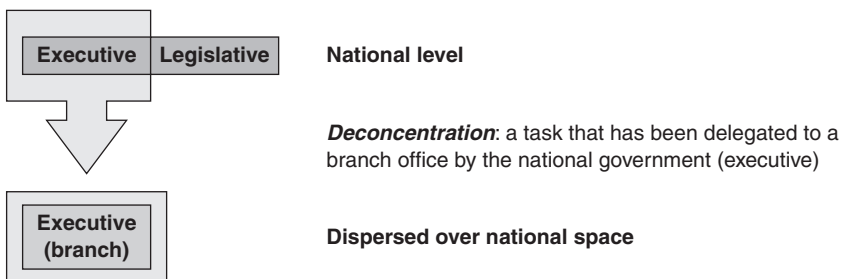 Executive Legislative National level
Deconcentration: a task that has been delegated to a
branch office by the national government (executive)
Executive
(branch)
Dispersed over national space